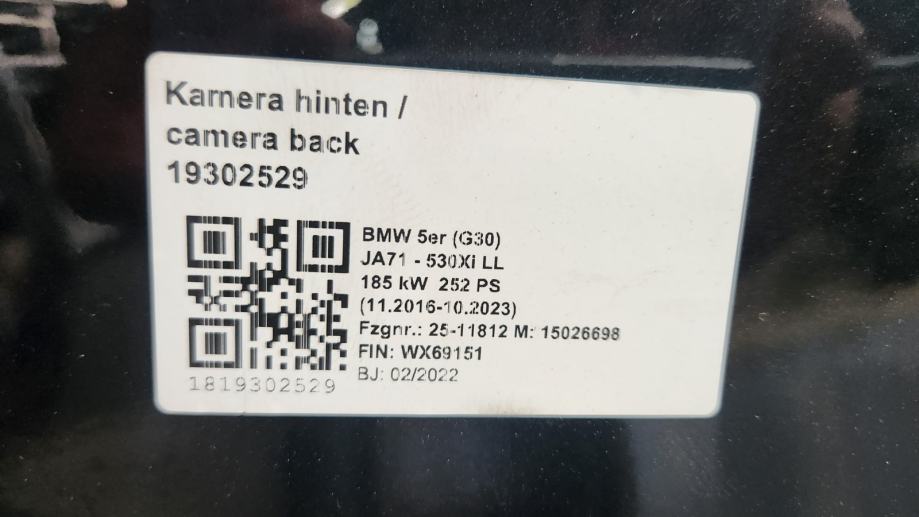 Kamera hinten /
camera back
19302529
BMW 5er (G30)
JA71 - 530Xi LL
185 kW 252 PS
(11.2016-10.2023)
Fzgnr.: 25-11812 M: 15026698
FIN: WX69151
BJ: 02/2022
1819302529